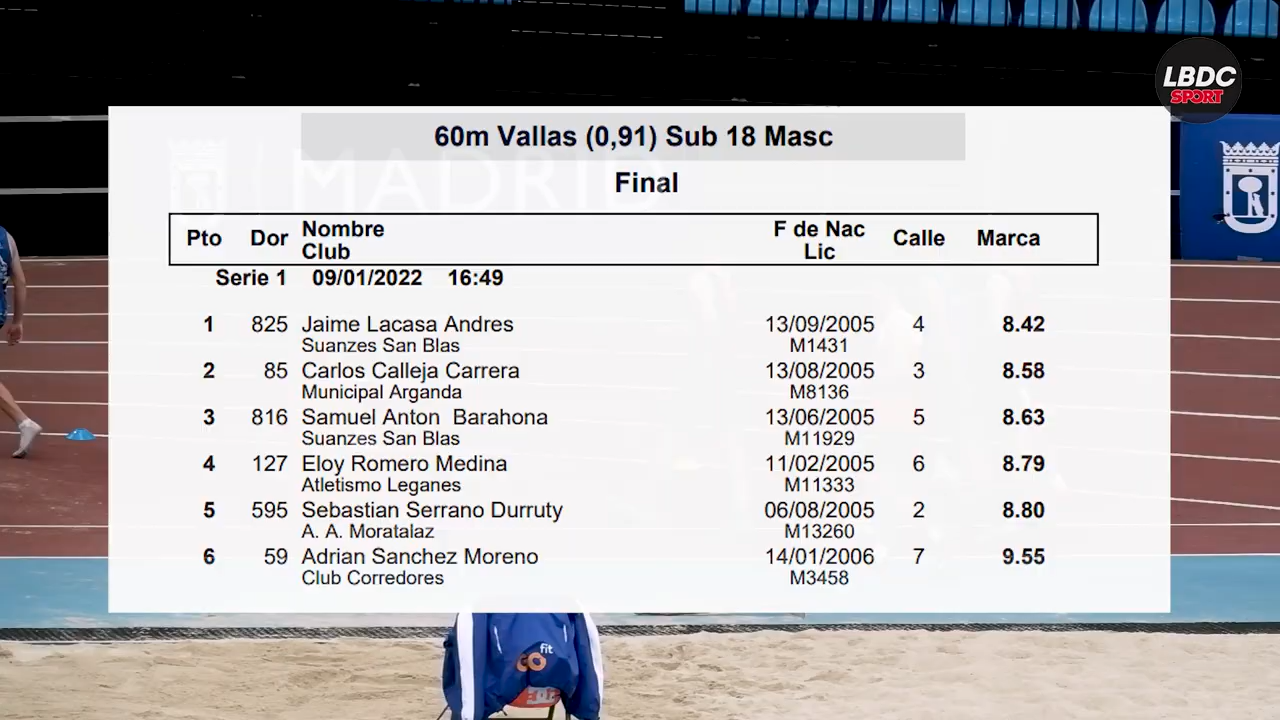 LBDC
SPORT
60m Vallas (0,91) Sub 18 Masc
MADRID
Final
Pto Dor Nombre Club F de Nac Lic Calle Marca
Serie 1 09/01/2022 16:49
1 825 Jaime Lacasa Andres 13/09/2005 4 8.42
Suanzes San Blas M1431
2 85 Carlos Calleja Carrera 13/08/2005 3 8.58
Municipal Arganda M8136
3 816 Samuel Anton Barahona 13/06/2005 5 8.63
Suanzes San Blas M11929
4 127 Eloy Romero Medina 11/02/2005 6 8.79
Atletismo Leganes M11333
5 595 Sebastian Serrano Durruty 06/08/2005 2 8.80
A. A. Moratalaz M13260
6 59 Adrian Sanchez Moreno 14/01/2006 7 9.55
Club Corredores M3458
GO fit